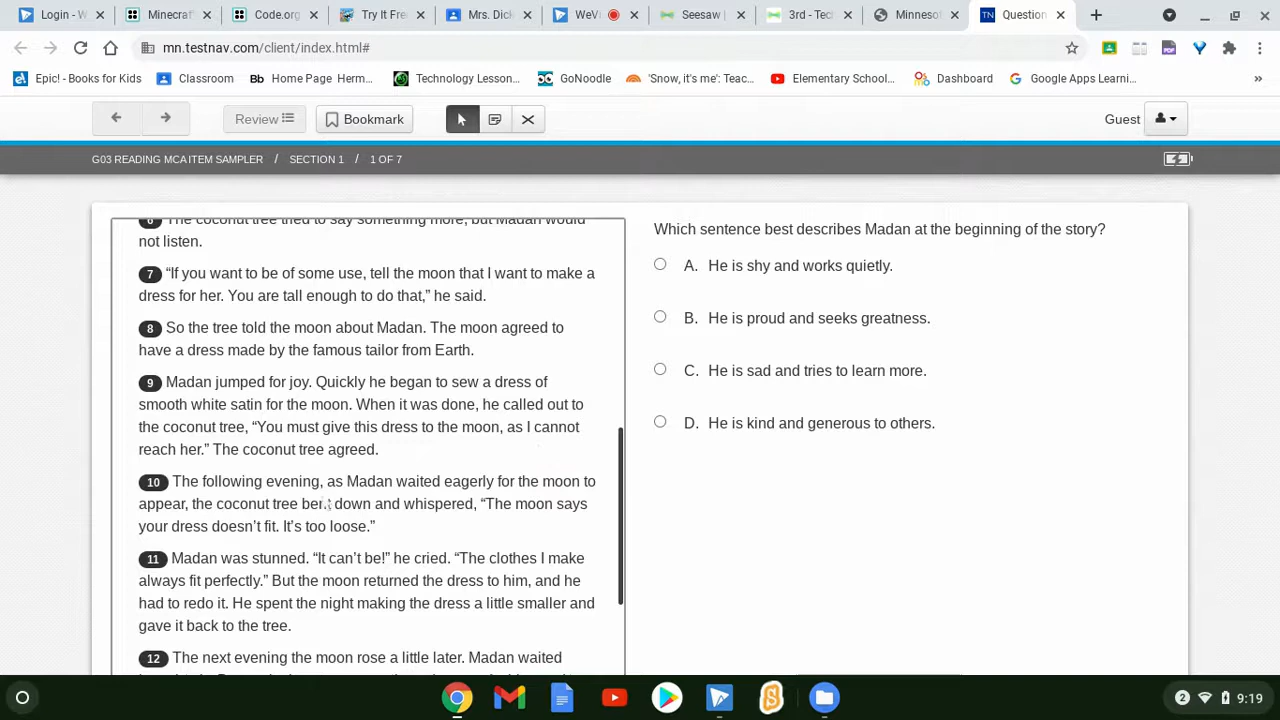 Login - W
Minecraf
Code.org
Try It Fre
Mrs. Dick
WeVi
Seesaw
3rd - Tec
Minneso
Question
mn.testnav.com/client/index.html#
Epic! - Books for Kids
Classroom
Bb Home Page Herm...
Technology Lesson...
GoNoodle
'Snow, it's me': Teac...
Elementary School...
Dashboard
Google Apps Learni...
»
Review
Bookmark
Guest
G03 READING MCA ITEM SAMPLER / SECTION 1 / 1 OF 7
6 The coconut tree tried to say something more, but Madan would
not listen.
7 “If you want to be of some use, tell the moon that I want to make a
dress for her. You are tall enough to do that,” he said.
8 So the tree told the moon about Madan. The moon agreed to
have a dress made by the famous tailor from Earth.
9 Madan jumped for joy. Quickly he began to sew a dress of
smooth white satin for the moon. When it was done, he called out to
the coconut tree, “You must give this dress to the moon, as I cannot
reach her.” The coconut tree agreed.
10 The following evening, as Madan waited eagerly for the moon to
appear, the coconut tree bent down and whispered, “The moon says
your dress doesn’t fit. It’s too loose.”
11 Madan was stunned. “It can’t be!” he cried. “The clothes I make
always fit perfectly.” But the moon returned the dress to him, and he
had to redo it. He spent the night making the dress a little smaller and
gave it back to the tree.
12 The next evening the moon rose a little later. Madan waited
Which sentence best describes Madan at the beginning of the story?
A. He is shy and works quietly.
B. He is proud and seeks greatness.
C. He is sad and tries to learn more.
D. He is kind and generous to others.
2
9:19